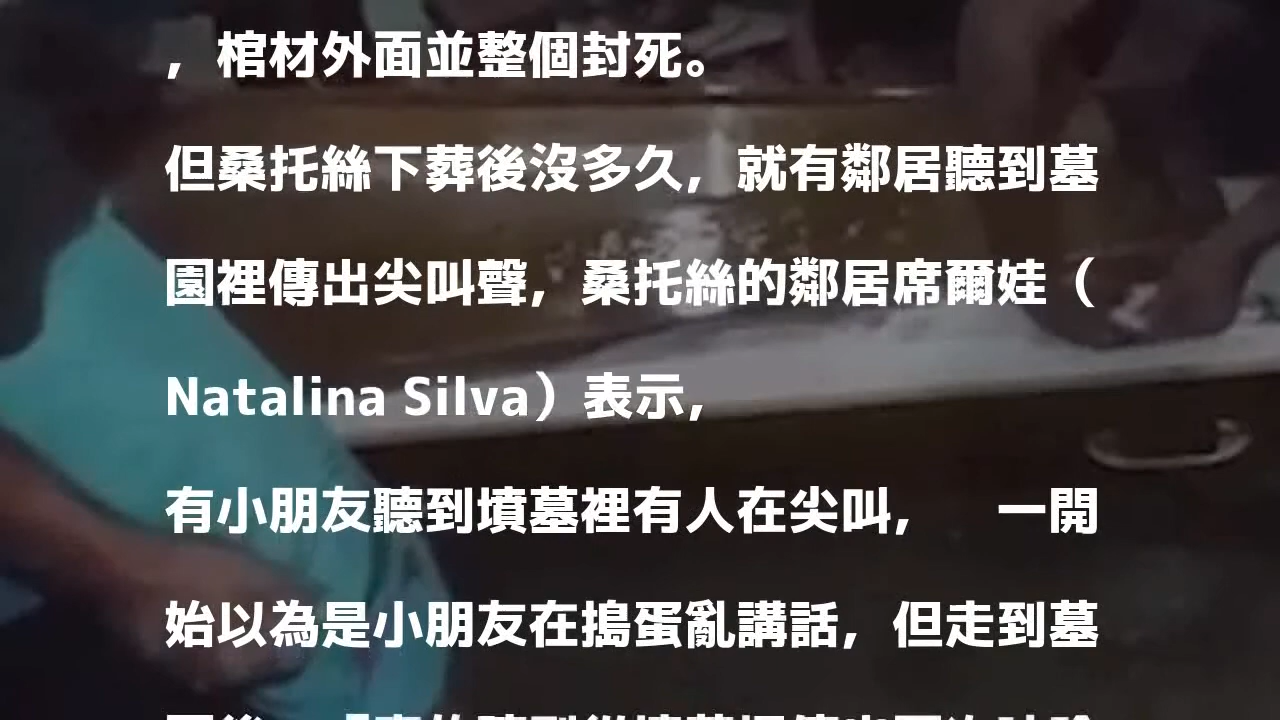 ，棺材外面並整個封死。
但桑托絲下葬後沒多久，就有鄰居聽到墓
園裡傳出尖叫聲，桑托絲的鄰居席爾娃（
Natalina Silva）表示，
有小朋友聽到墳墓裡有人在尖叫，　一開
始以為是小朋友在搗蛋亂講話，但走到墓